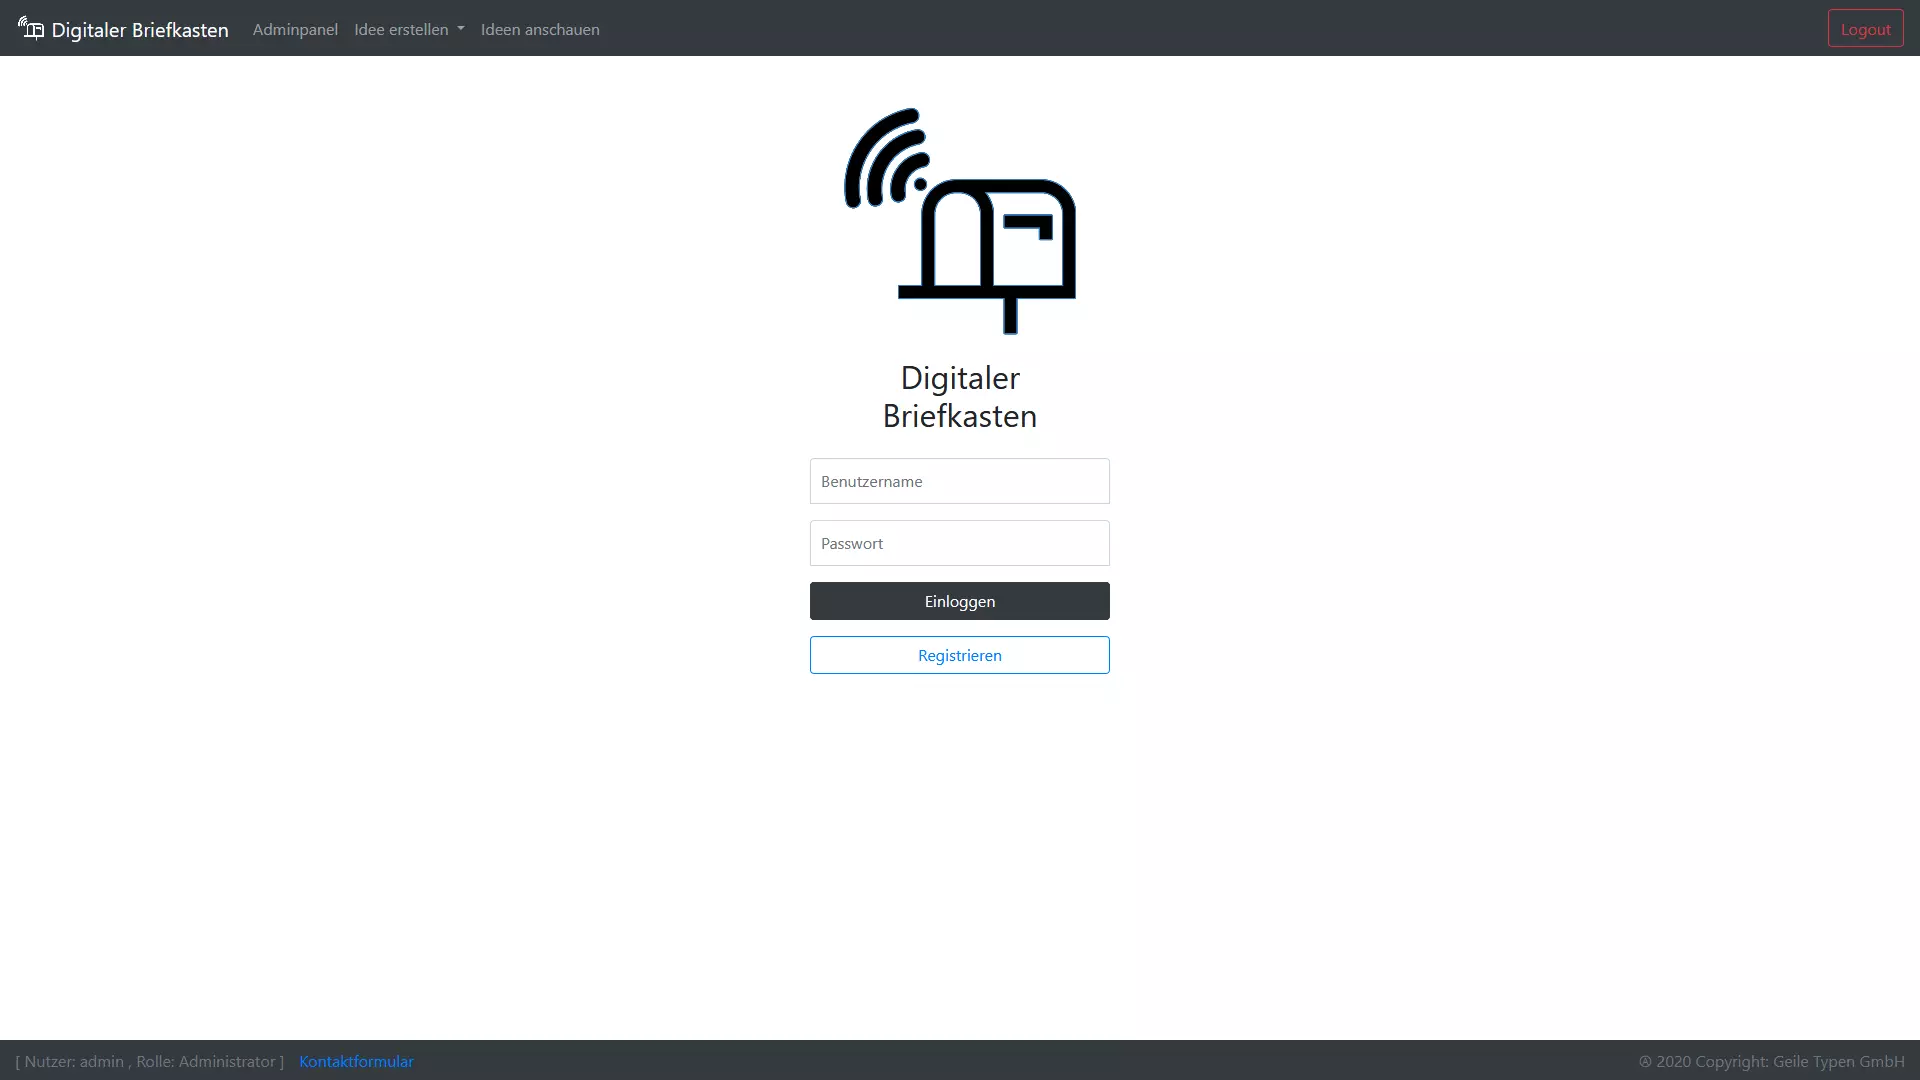 Digitaler Briefkasten Adminpanel Idee erstellen Ideen anschauen Logout
Digitaler
Briefkasten
Benutzername
Passwort
Einloggen
Registrieren
[ Nutzer: admin , Rolle: Administrator ] Kontaktformular
® 2020 Copyright: Geile Typen GmbH